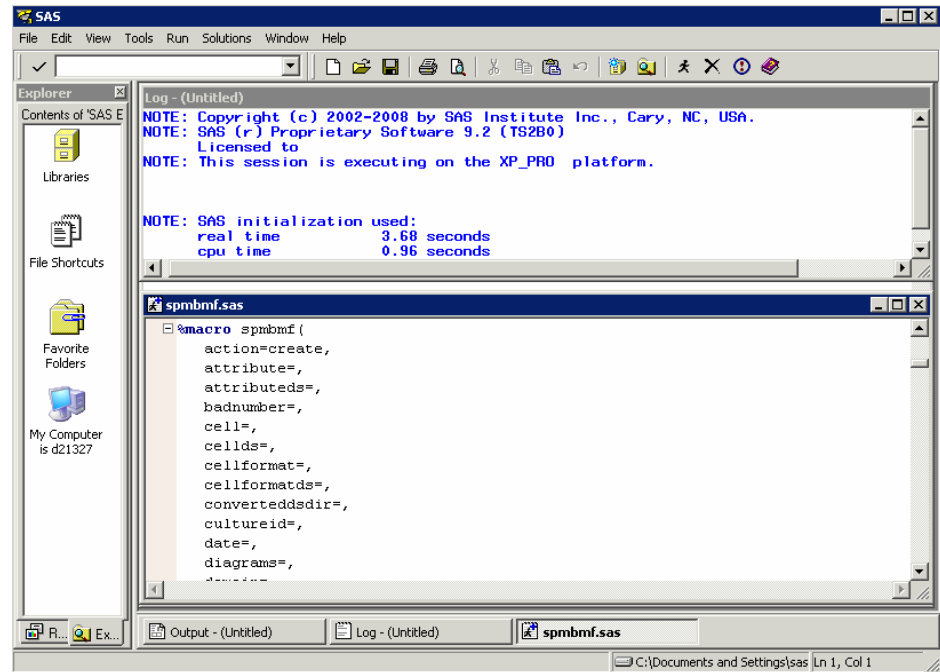 SAS
File Edit View Tools Run Solutions Window Help
Explorer
Contents of 'SAS E
Libraries
File Shortcuts
Favorite
Folders
My Computer
is d21327
Log - (Untitled)
NOTE: Copyright (c) 2002-2008 by SAS Institute Inc., Cary, NC, USA.
NOTE: SAS (r) Proprietary Software 9.2 (TS2B0)
Licensed to
NOTE: This session is executing on the XP_PRO platform.
NOTE: SAS initialization used:
real time 3.68 seconds
cpu time 0.96 seconds
spmbmf.sas
%macro spmbmf(
action=create,
attribute=,
attributeds=,
badnumber=,
cell=,
cellds=,
cellformat=,
cellformatds=,
converteddsdir=,
cultureid=,
date=,
diagrams=,
R... Ex...
Output - (Untitled) Log - (Untitled) spmbmf.sas
C:\Documents and Settings\sas Ln 1, Col 1